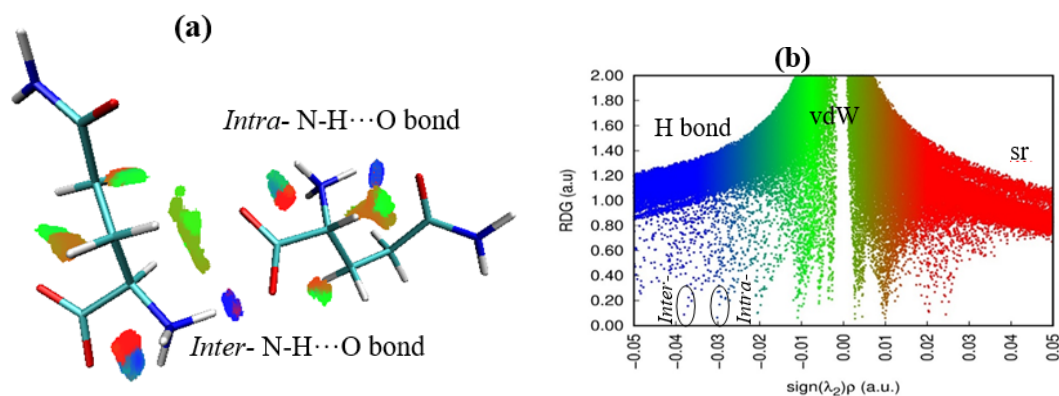 (a)
Intra- N-H···O bond
Inter- N-H···O bond
(b)
2.00
1.80
1.60
1.40
1.20
1.00
0.80
0.60
0.40
0.20
0.00
RDG (a.u)
H bond
vdW
sr
Inter-
Intra-
-0.05 -0.04 -0.03 -0.02 -0.01 0.00 0.01 0.02 0.03 0.04 0.05
sign(λ₂)ρ (a.u.)